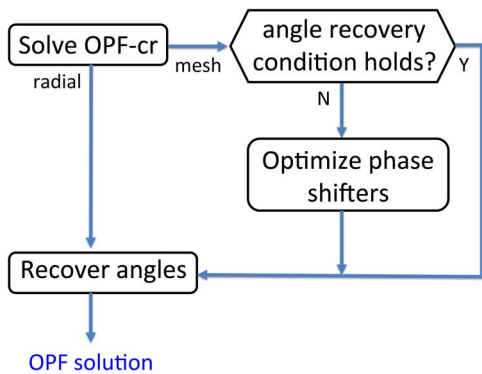 Solve OPF-cr
radial
mesh
angle recovery
condition holds?
Y
N
Optimize phase
shifters
Recover angles
OPF solution